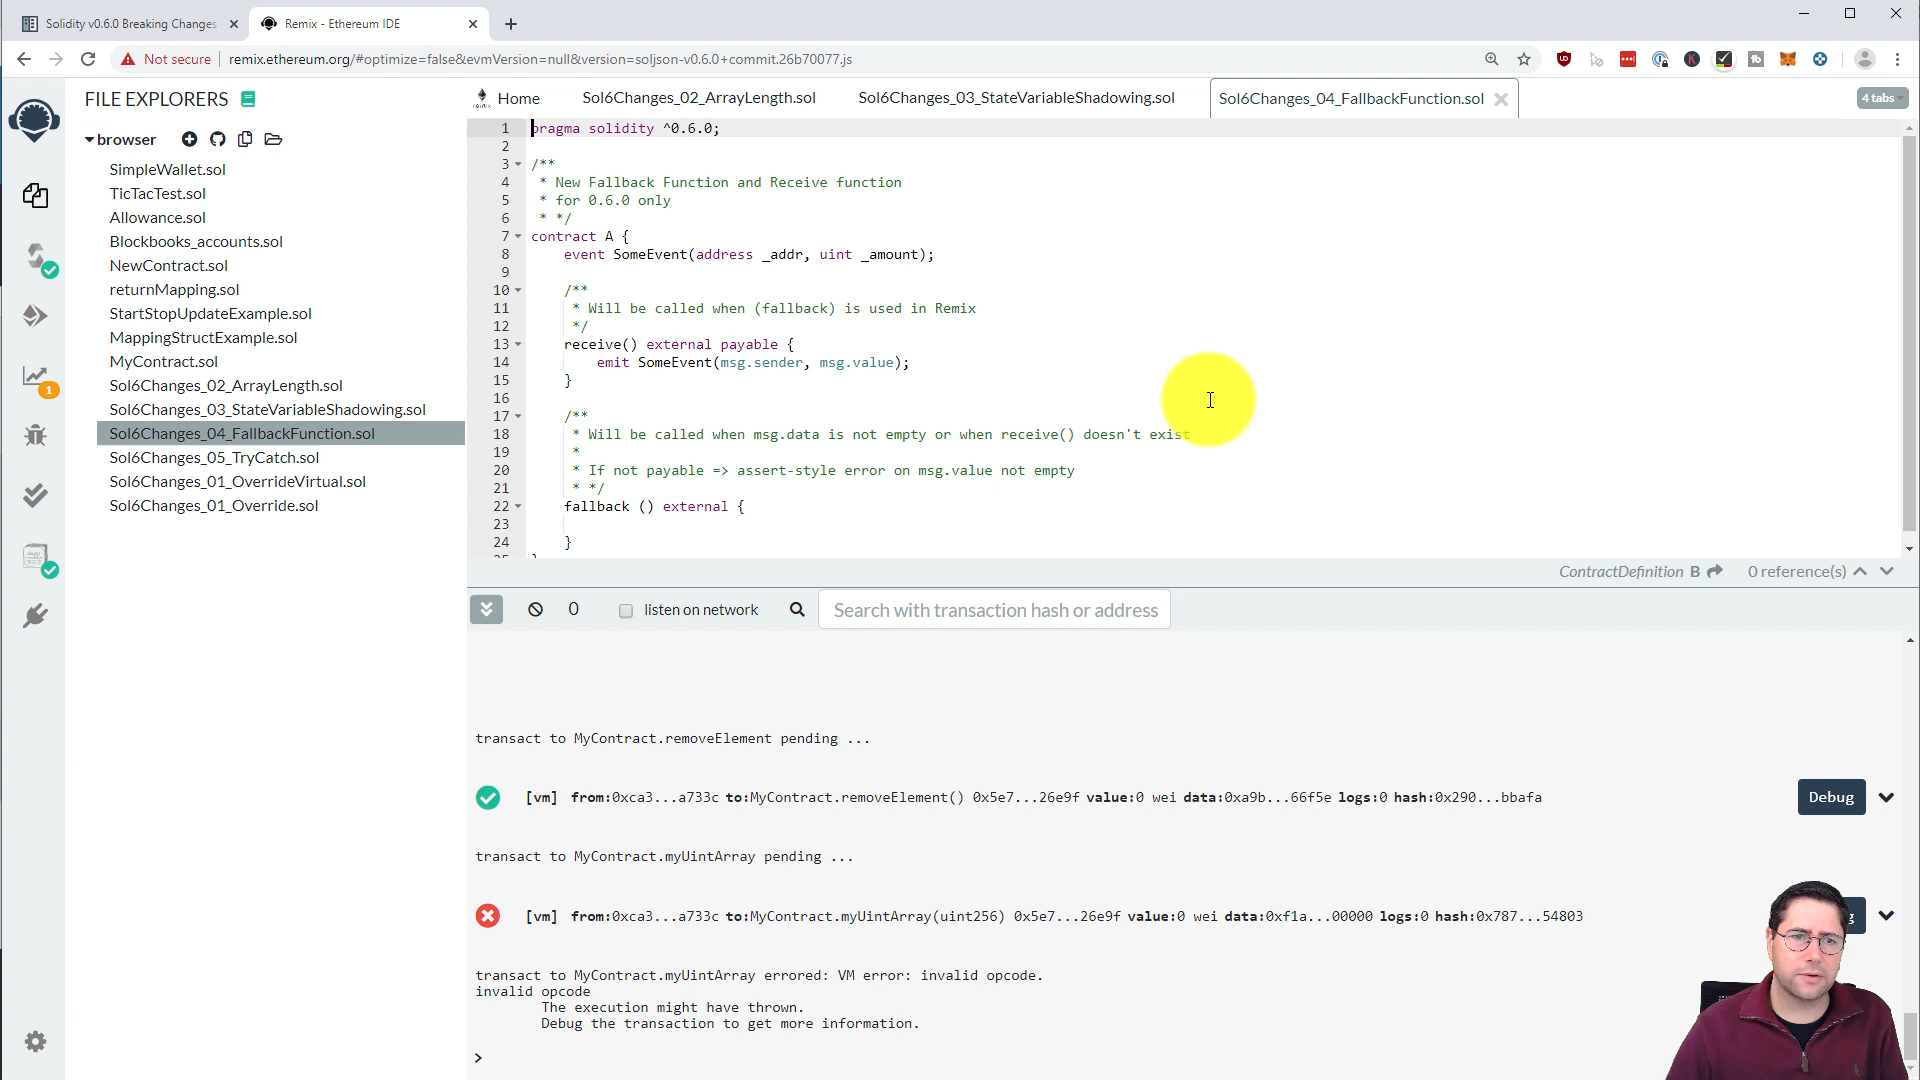 Solidity v0.6.0 Breaking Changes
Remix - Ethereum IDE
Not secure
remix.ethereum.org/#optimize=false&evmVersion=null&version=soljson-v0.6.0+commit.26b70077.js
FILE EXPLORERS
browser
SimpleWallet.sol
TicTacTest.sol
Allowance.sol
Blockbooks_accounts.sol
NewContract.sol
returnMapping.sol
StartStopUpdateExample.sol
MappingStructExample.sol
MyContract.sol
Sol6Changes_02_ArrayLength.sol
Sol6Changes_03_StateVariableShadowing.sol
Sol6Changes_04_FallbackFunction.sol
Sol6Changes_05_TryCatch.sol
Sol6Changes_01_OverrideVirtual.sol
Sol6Changes_01_Override.sol
1
Home
Sol6Changes_02_ArrayLength.sol
Sol6Changes_03_StateVariableShadowing.sol
Sol6Changes_04_FallbackFunction.sol
4 tabs
1 pragma solidity ^0.6.0;
2
3 /**
4 * New Fallback Function and Receive function
5 * for 0.6.0 only
6 * */
7 contract A {
8 event SomeEvent(address _addr, uint _amount);
9
10 /**
11 * Will be called when (fallback) is used in Remix
12 */
13 receive() external payable {
14 emit SomeEvent(msg.sender, msg.value);
15 }
16
17 /**
18 * Will be called when msg.data is not empty or when receive() doesn't exist
19 *
20 * If not payable => assert-style error on msg.value not empty
21 * */
22 fallback () external {
23
24 }
ContractDefinition B
0 reference(s)
0
listen on network
Search with transaction hash or address
transact to MyContract.removeElement pending ...
[vm] from:0xca3...a733c to:MyContract.removeElement() 0x5e7...26e9f value:0 wei data:0xa9b...66f5e logs:0 hash:0x290...bbafa
Debug
transact to MyContract.myUintArray pending ...
[vm] from:0xca3...a733c to:MyContract.myUintArray(uint256) 0x5e7...26e9f value:0 wei data:0xf1a...00000 logs:0 hash:0x787...54803
transact to MyContract.myUintArray errored: VM error: invalid opcode.
invalid opcode
The execution might have thrown.
Debug the transaction to get more information.
>